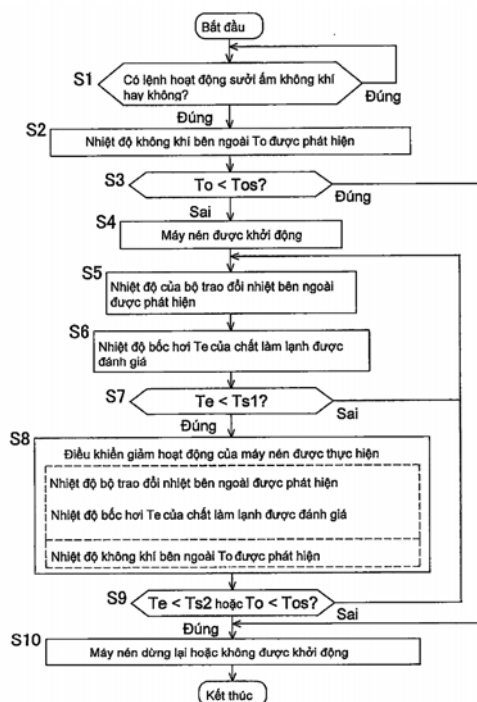 Bắt đầu
S1
Có lệnh hoạt động sưởi ấm không khí
hay không?
Đúng
Đúng
S2
Nhiệt độ không khí bên ngoài To được phát hiện
S3
To < Tos?
Đúng
Sai
S4
Máy nén được khởi động
S5
Nhiệt độ của bộ trao đổi nhiệt bên ngoài
được phát hiện
S6
Nhiệt độ bốc hơi Te của chất làm lạnh được
đánh giá
S7
Te < Ts1?
Sai
Đúng
S8
Điều khiển giảm hoạt động của máy nén được thực hiện
Nhiệt độ bộ trao đổi nhiệt bên ngoài được phát hiện
Nhiệt độ bốc hơi Te của chất làm lạnh được đánh giá
Nhiệt độ không khí bên ngoài To được phát hiện
S9
Te < Ts2 hoặc To < Tos?
Sai
Đúng
S10
Máy nén dừng lại hoặc không được khởi động
Kết thúc